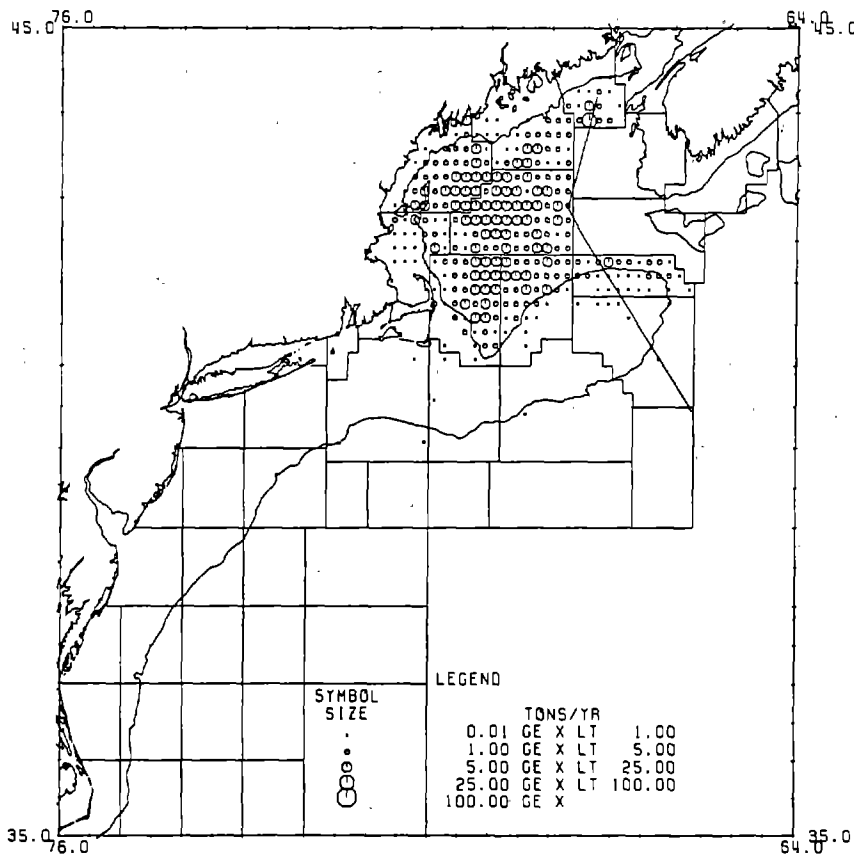 76.0 64.0
45.0 45.0
LEGEND
SYMBOL
SIZE
TONS/YR
0.01 GE X LT 1.00
1.00 GE X LT 5.00
5.00 GE X LT 25.00
25.00 GE X LT 100.00
100.00 GE X
35.0 35.0
76.0 64.0